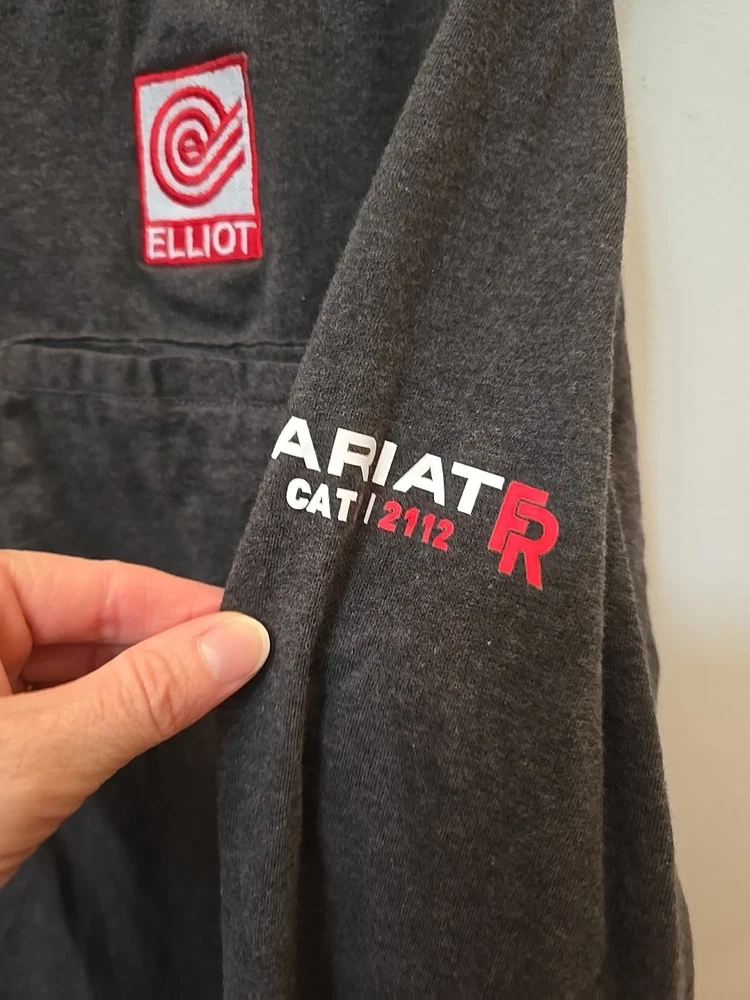 ELLIOT
ARIAT FR
CAT 2112